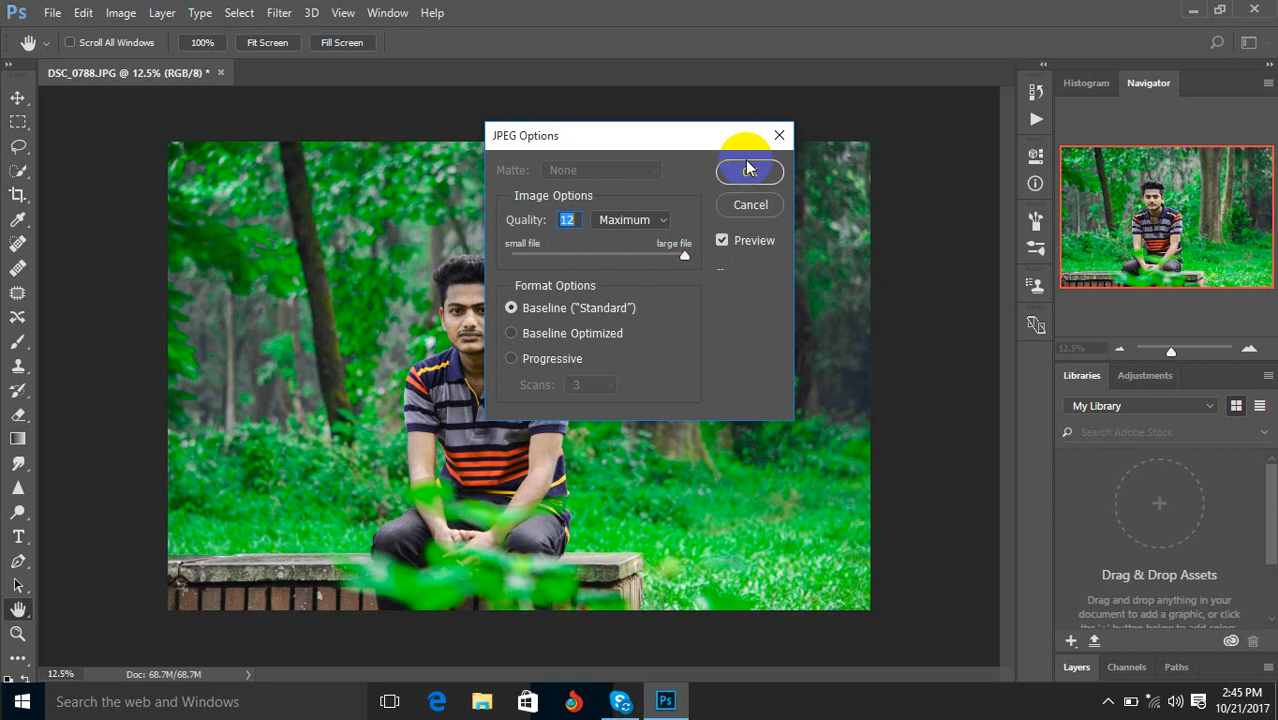 Ps File Edit Image Layer Type Select Filter 3D View Window Help
Scroll All Windows 100% Fit Screen Fill Screen
DSC_0788.JPG @ 12.5% (RGB/8) *
JPEG Options
Matte: None
Image Options
Quality: 12 Maximum
small file large file
Format Options
Baseline ("Standard")
Baseline Optimized
Progressive
Scans: 3
Cancel
Preview
--
Histogram Navigator
12.5%
Libraries Adjustments
My Library
Search Adobe Stock
Drag & Drop Assets
Drag and drop anything in your
document to add a graphic, or click
Layers Channels Paths
12.5% Doc: 68.7M/68.7M
Search the web and Windows
Ps
2:45 PM
10/21/2017